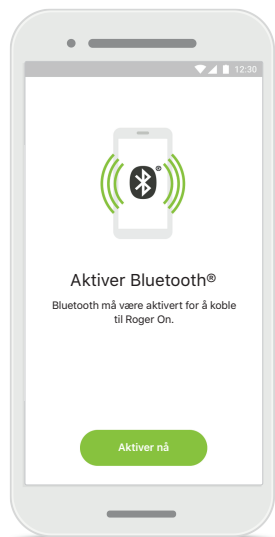 12:30
®
Aktiver Bluetooth®
Bluetooth må være aktivert for å koble
til Roger On.
Aktiver nå